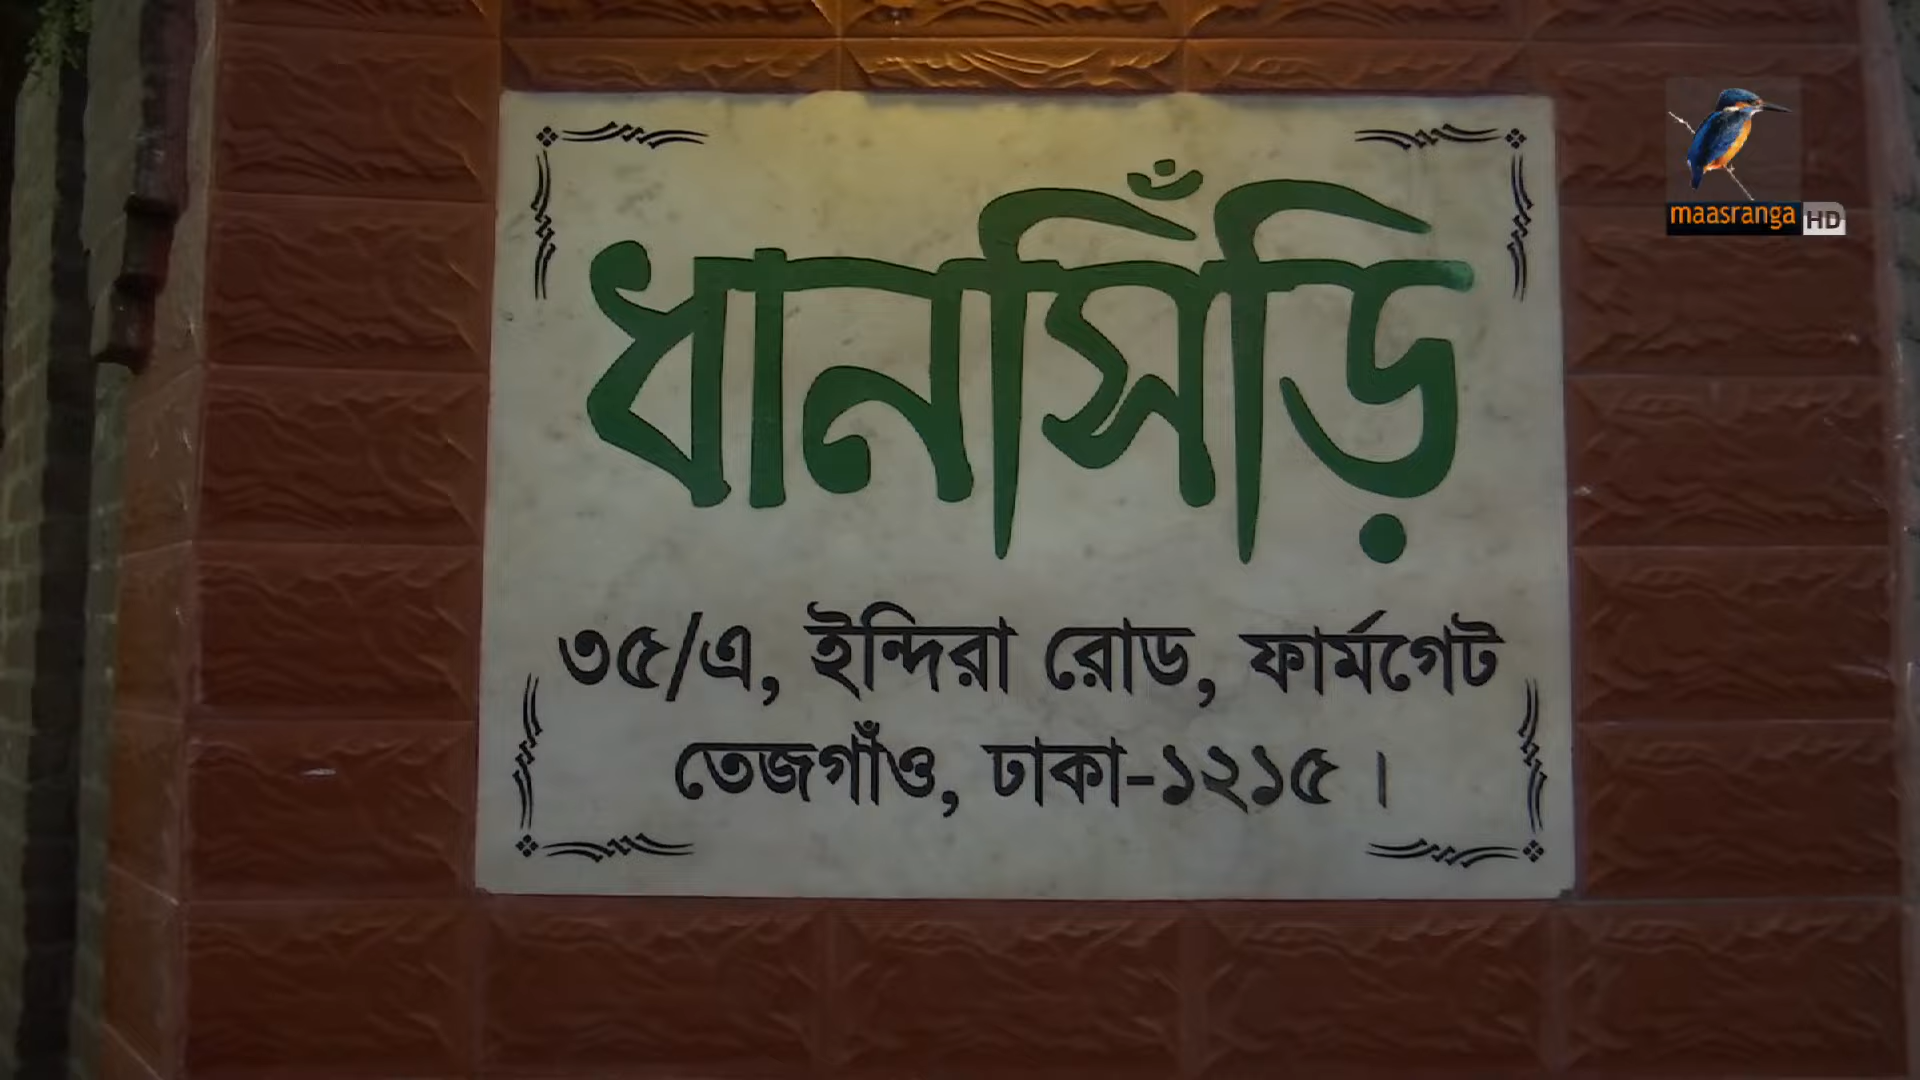 maasranga HD
ধানসিঁড়ি
৩৫/এ, ইন্দিরা রোড, ফার্মগেট
তেজগাঁও, ঢাকা-১২১৫।